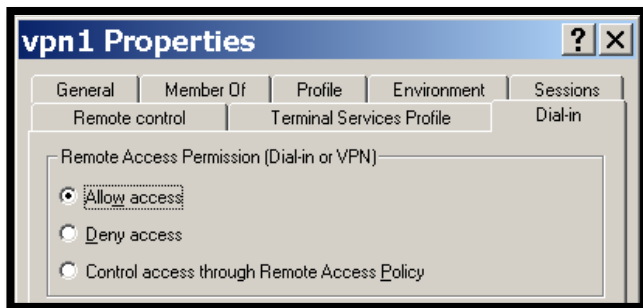 vpn1 Properties
General Member Of Profile Environment Sessions
Remote control Terminal Services Profile Dial-in
Remote Access Permission (Dial-in or VPN)
Allow access
Deny access
Control access through Remote Access Policy